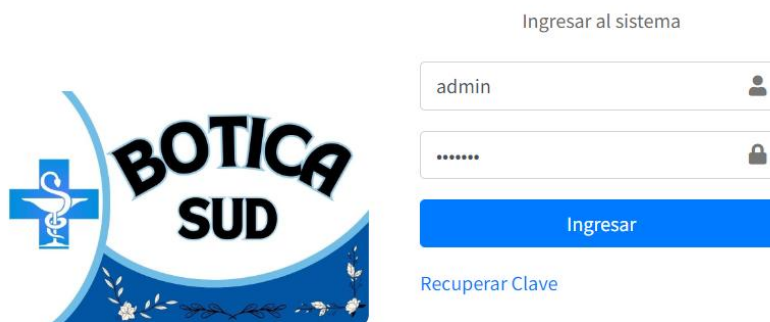 BOTICA
SUD
Ingresar al sistema
admin
•••••••
Ingresar
Recuperar Clave